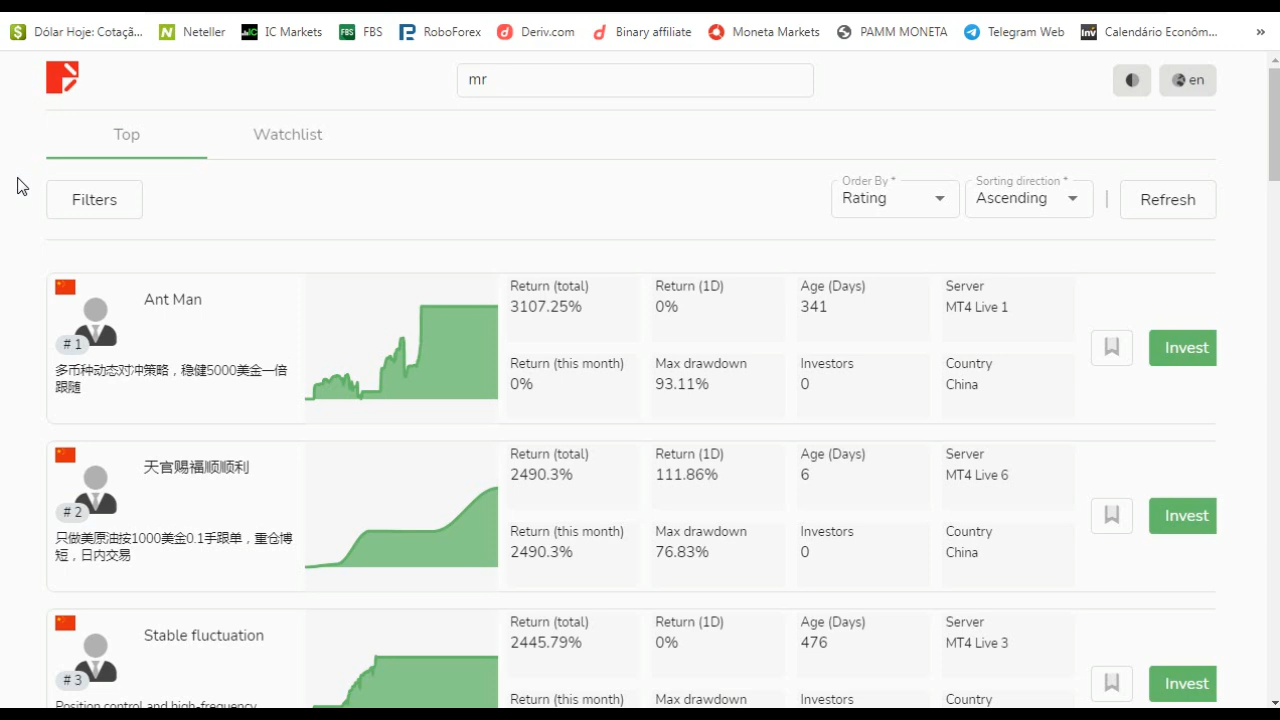 Dólar Hoje: Cotaçã... Neteller IC Markets FBS FBS RoboForex Deriv.com Binary affiliate Moneta Markets PAMM MONETA Telegram Web Inv Calendário Econôm... »
mr
en
Top Watchlist
Filters
Order By *
Rating
Sorting direction *
Ascending
Refresh
Ant Man
# 1
多币种动态对冲策略，稳健5000美金一倍
跟随
Return (total) Return (1D) Age (Days) Server
3107.25% 0% 341 MT4 Live 1
Return (this month) Max drawdown Investors Country
0% 93.11% 0 China
Invest
天官赐福顺顺利
# 2
只做美原油按1000美金0.1手跟单，重仓博
短，日内交易
Return (total) Return (1D) Age (Days) Server
2490.3% 111.86% 6 MT4 Live 6
Return (this month) Max drawdown Investors Country
2490.3% 76.83% 0 China
Invest
Stable fluctuation
# 3
Position control and high-frequency
Return (total) Return (1D) Age (Days) Server
2445.79% 0% 476 MT4 Live 3
Return (this month) Max drawdown Investors Country
Invest